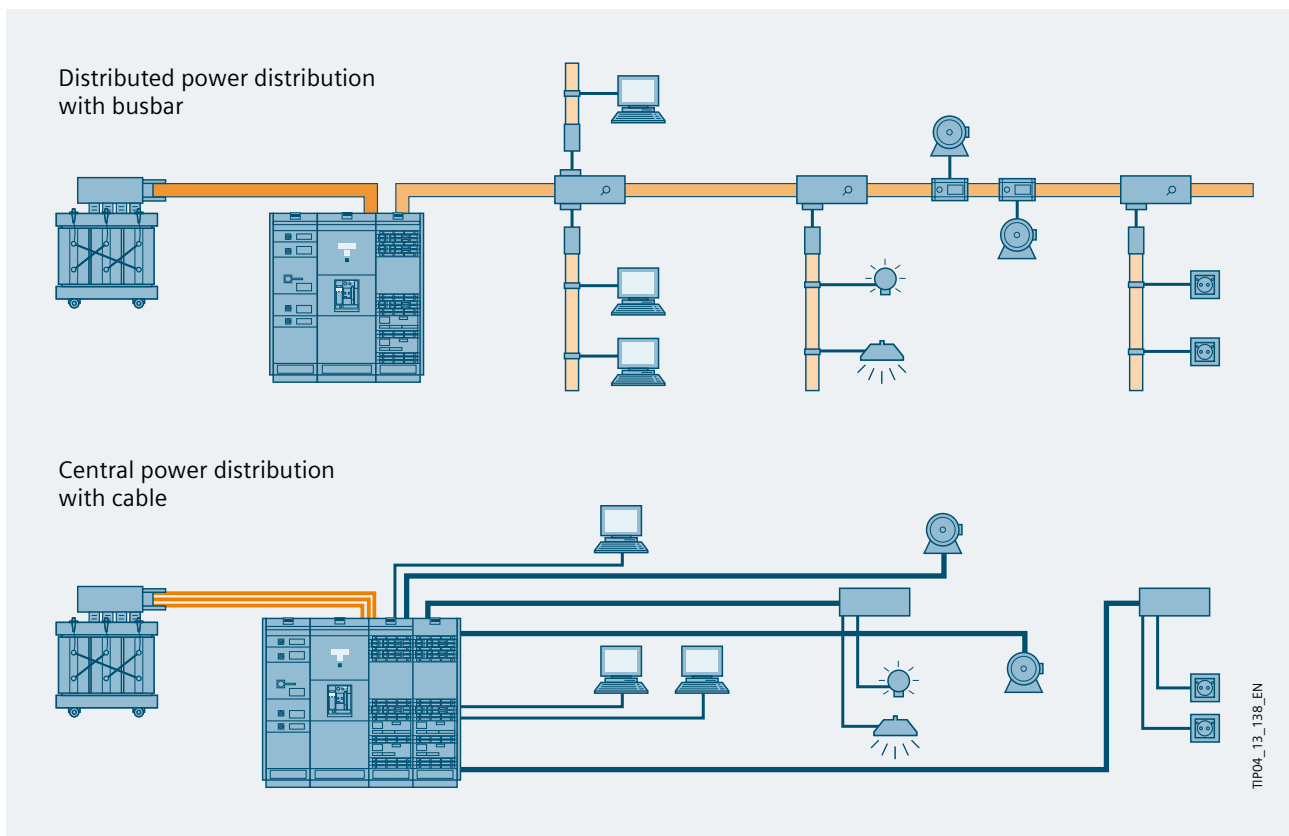 Distributed power distribution
with busbar
Central power distribution
with cable
TIP04_13_138_EN